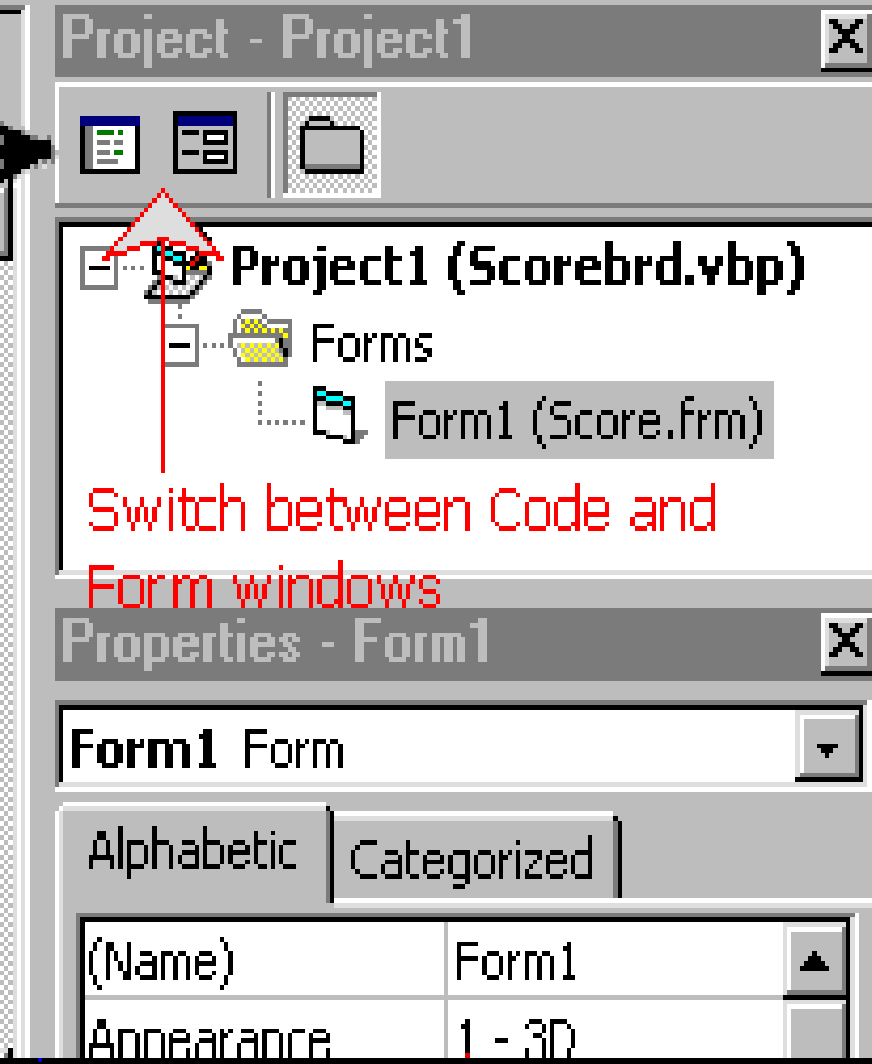 Project - Project1
Project1 (Scorebrd.vbp)
Forms
Form1 (Score.frm)
Switch between Code and
Form windows
Properties - Form1
Form1 Form
Alphabetic Categorized
(Name) Form1
Appearance 1 - 3D